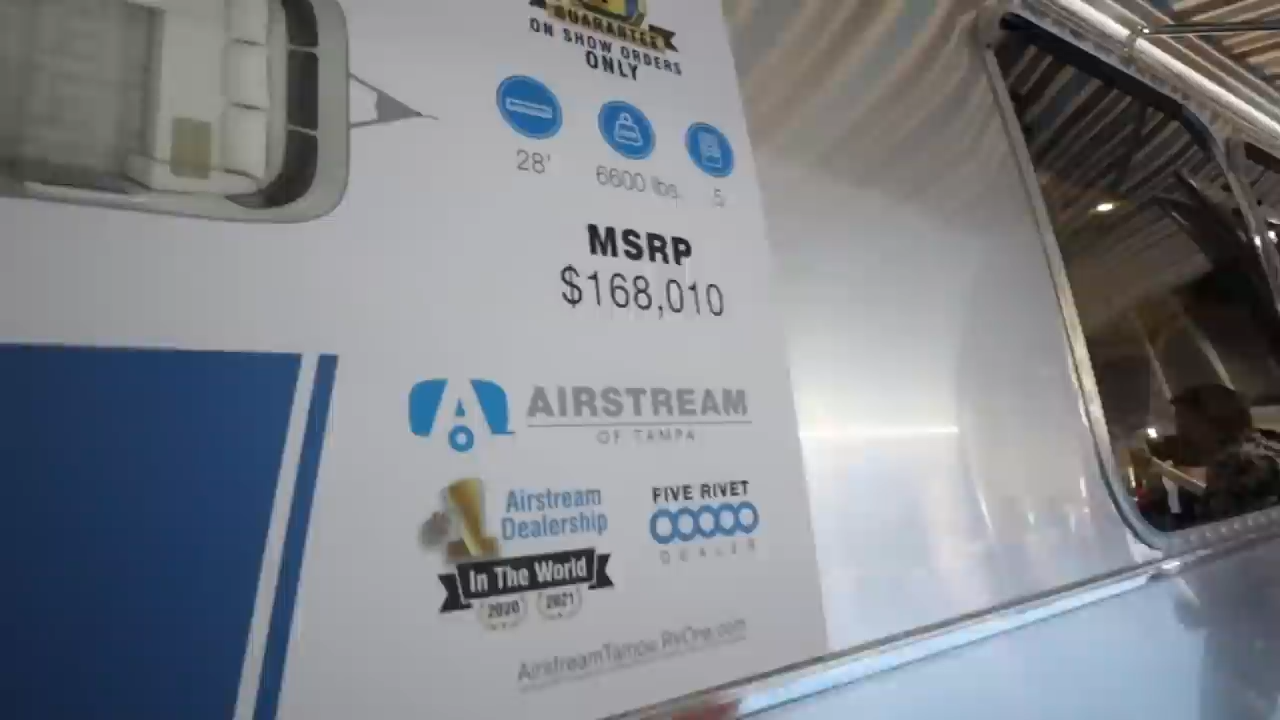 GUARANTEE
ON SHOW ORDERS
ONLY
28'
6600 lbs.
5
MSRP
$168,010
AIRSTREAM
OF TAMPA
Airstream
Dealership
In The World
2020 2021
FIVE RIVET
DEALER
AirstreamTampa.RvOne.com